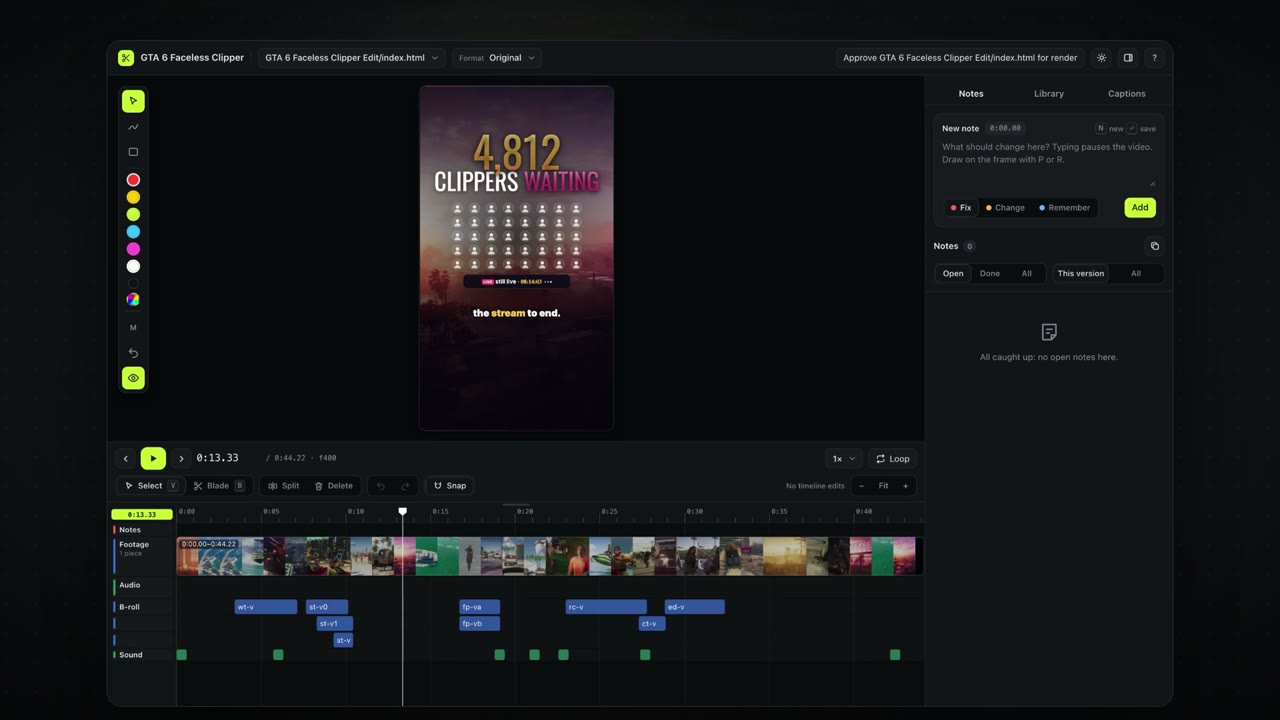 GTA 6 Faceless Clipper
GTA 6 Faceless Clipper Edit/index.html
Format Original
Approve GTA 6 Faceless Clipper Edit/index.html for render
?
4,812
CLIPPERS WAITING
LIVE still live · 08:14:03
the stream to end.
M
Notes Library Captions
New note 0:00.00 N new save
What should change here? Typing pauses the video.
Draw on the frame with P or R.
Fix Change Remember Add
Notes 0
Open Done All This version All
All caught up: no open notes here.
0:13.33 / 0:44.22 · f400 1× Loop
Select V Blade B Split Delete Snap No timeline edits − Fit +
0:13.33 0:00 0:05 0:10 0:15 0:20 0:25 0:30 0:35 0:40
Notes
Footage 0:00.00–0:44.22
1 piece
Audio
B-roll wt-v st-v0 fp-va rc-v ed-v
st-v1 fp-vb ct-v
st-v
Sound